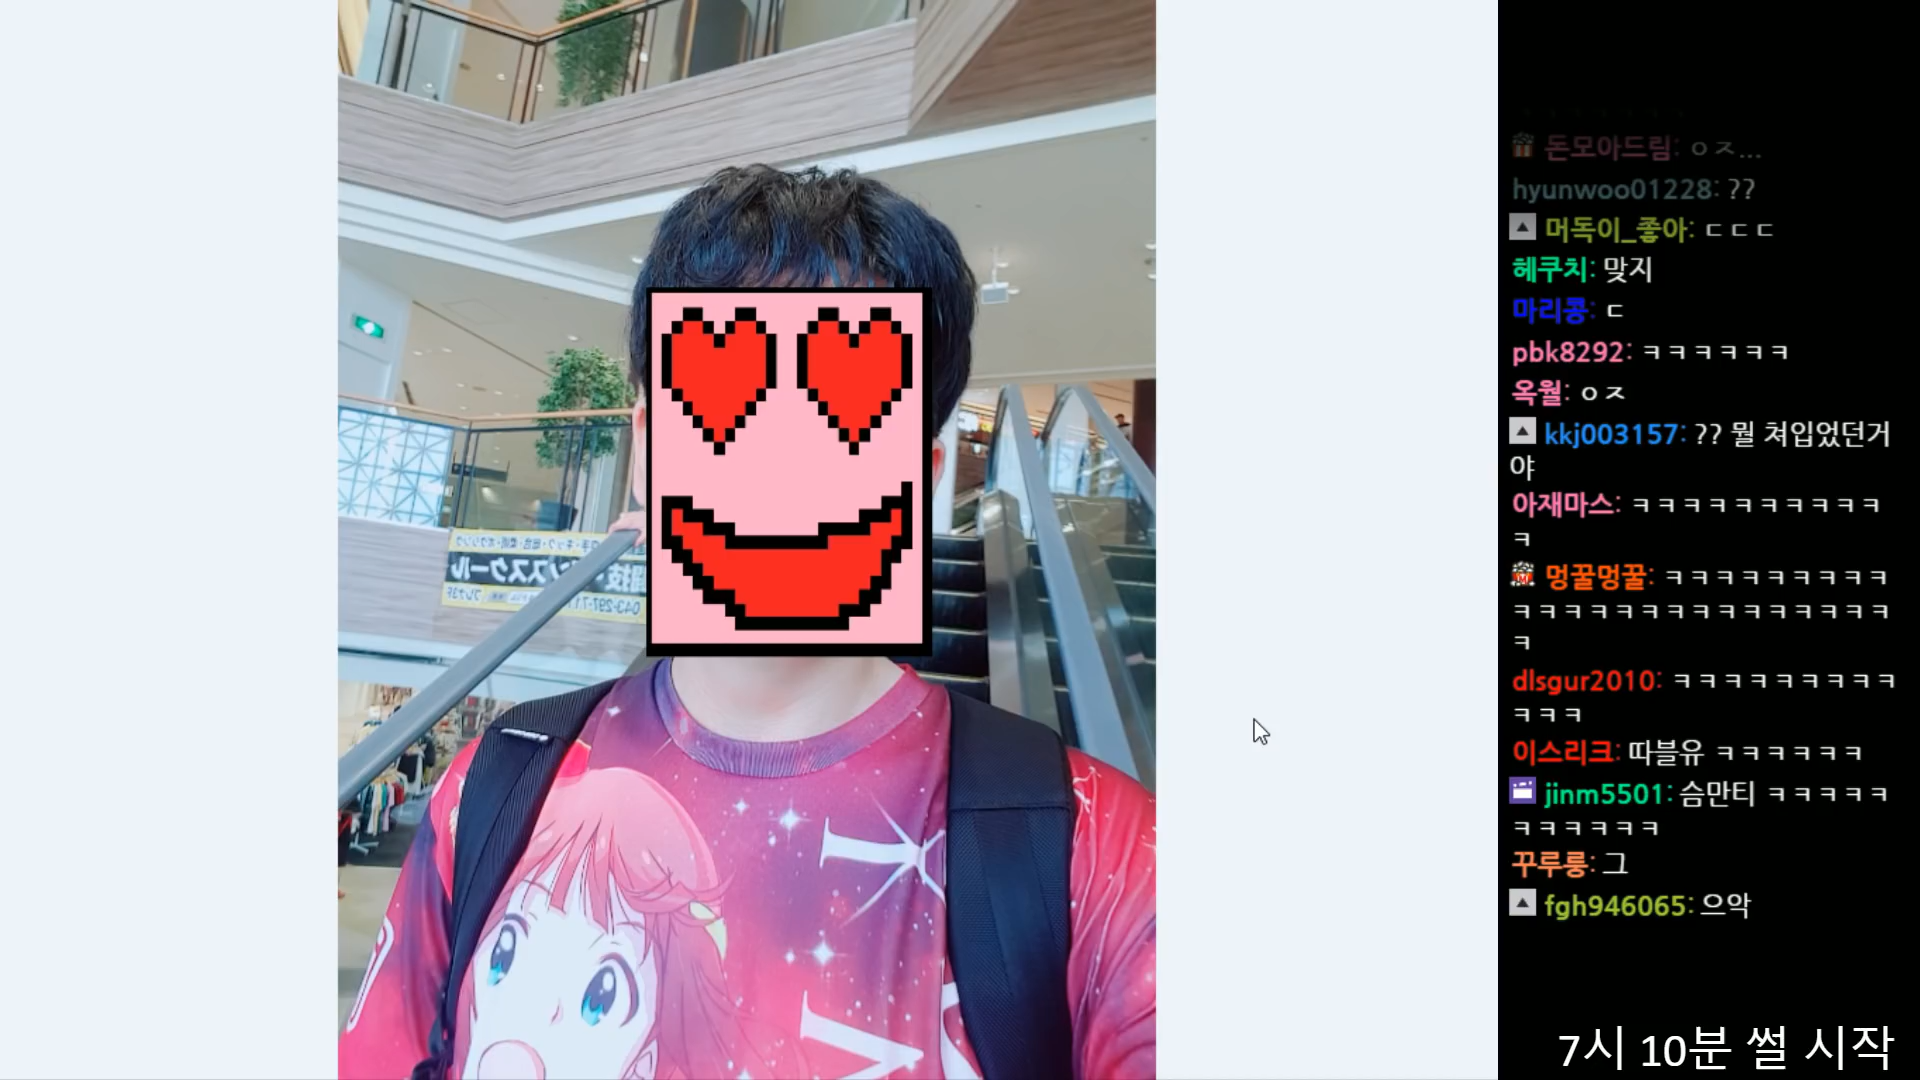 돈모아드림: ㅇㅈ...
hyunwoo01228: ??
머독이_좋아: ㄷㄷㄷ
헤쿠치: 맞지
마리콩: ㄷ
pbk8292: ㅋㅋㅋㅋㅋㅋ
옥월: ㅇㅈ
kkj003157: ?? 뭘 쳐입었던거
야
아재마스: ㅋㅋㅋㅋㅋㅋㅋㅋㅋㅋ
ㅋ
멍꿀멍꿀: ㅋㅋㅋㅋㅋㅋㅋㅋㅋ
ㅋㅋㅋㅋㅋㅋㅋㅋㅋㅋㅋㅋㅋㅋㅋ
ㅋ
dlsgur2010: ㅋㅋㅋㅋㅋㅋㅋㅋㅋ
ㅋㅋㅋ
이스리크: 따블유 ㅋㅋㅋㅋㅋㅋ
jinm5501: 슴만티 ㅋㅋㅋㅋㅋ
ㅋㅋㅋㅋㅋㅋ
꾸루룽: 그
fgh946065: 으악
7시 10분 썰 시작